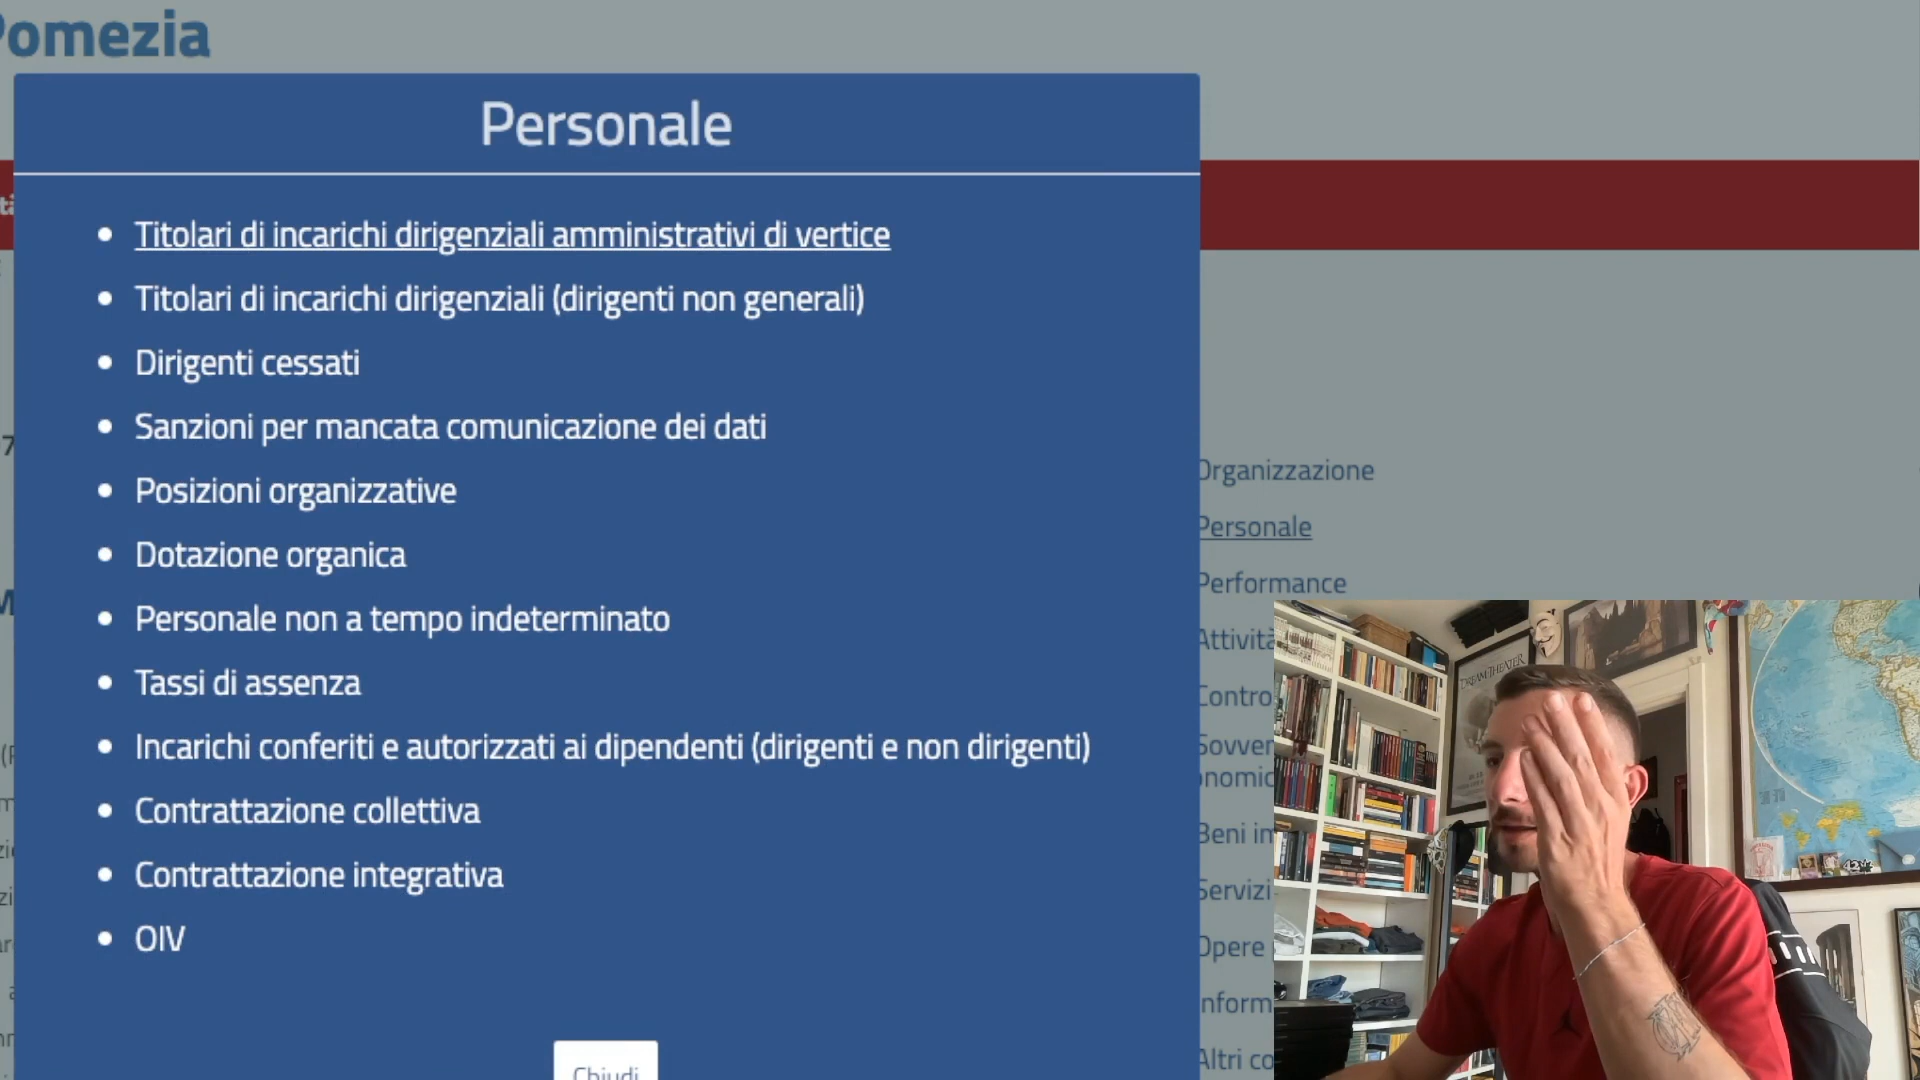 Pomezia
Personale
Titolari di incarichi dirigenziali amministrativi di vertice
Titolari di incarichi dirigenziali (dirigenti non generali)
Dirigenti cessati
Sanzioni per mancata comunicazione dei dati
Posizioni organizzative
Dotazione organica
Personale non a tempo indeterminato
Tassi di assenza
Incarichi conferiti e autorizzati ai dipendenti (dirigenti e non dirigenti)
Contrattazione collettiva
Contrattazione integrativa
OIV
Chiudi
Organizzazione
Personale
Performance
Attività
Contro
Sovve
onomic
Beni im
Servizi
Opere
nform
Altri co
DREAM THEATER